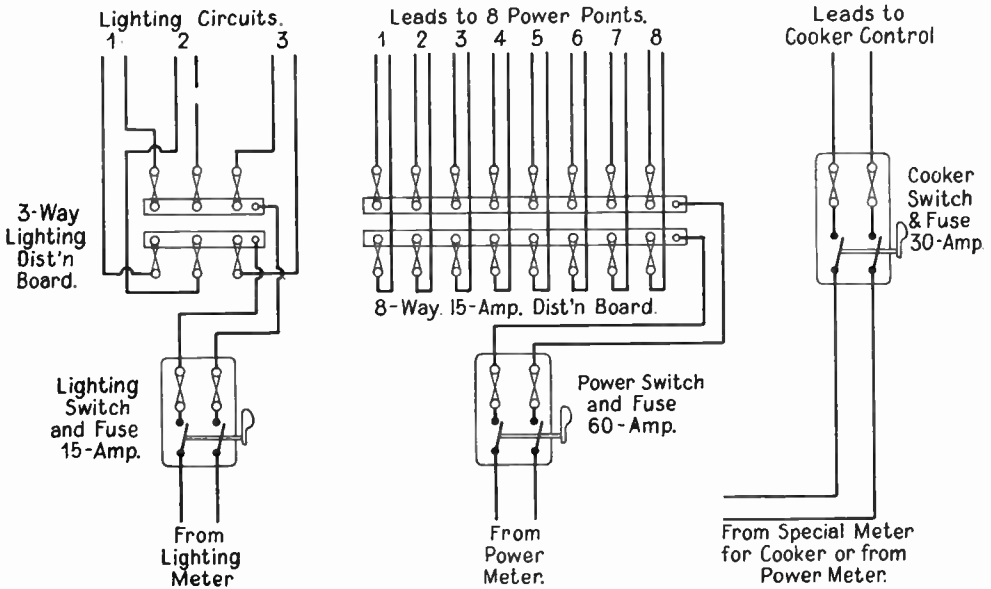 Lighting Circuits.
1 2 3
Leads to 8 Power Points.
1 2 3 4 5 6 7 8
Leads to
Cooker Control
3-Way
Lighting
Dist'n
Board.
8-Way. 15-Amp. Dist'n Board.
Cooker
Switch
& Fuse
30-Amp.
Lighting
Switch
and Fuse
15-Amp.
Power Switch
and Fuse
60-Amp.
From
Lighting
Meter
From
Power
Meter.
From Special Meter
for Cooker or from
Power Meter.